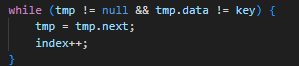 while (tmp != null && tmp.data != key) {
    tmp = tmp.next;
    index++;
}